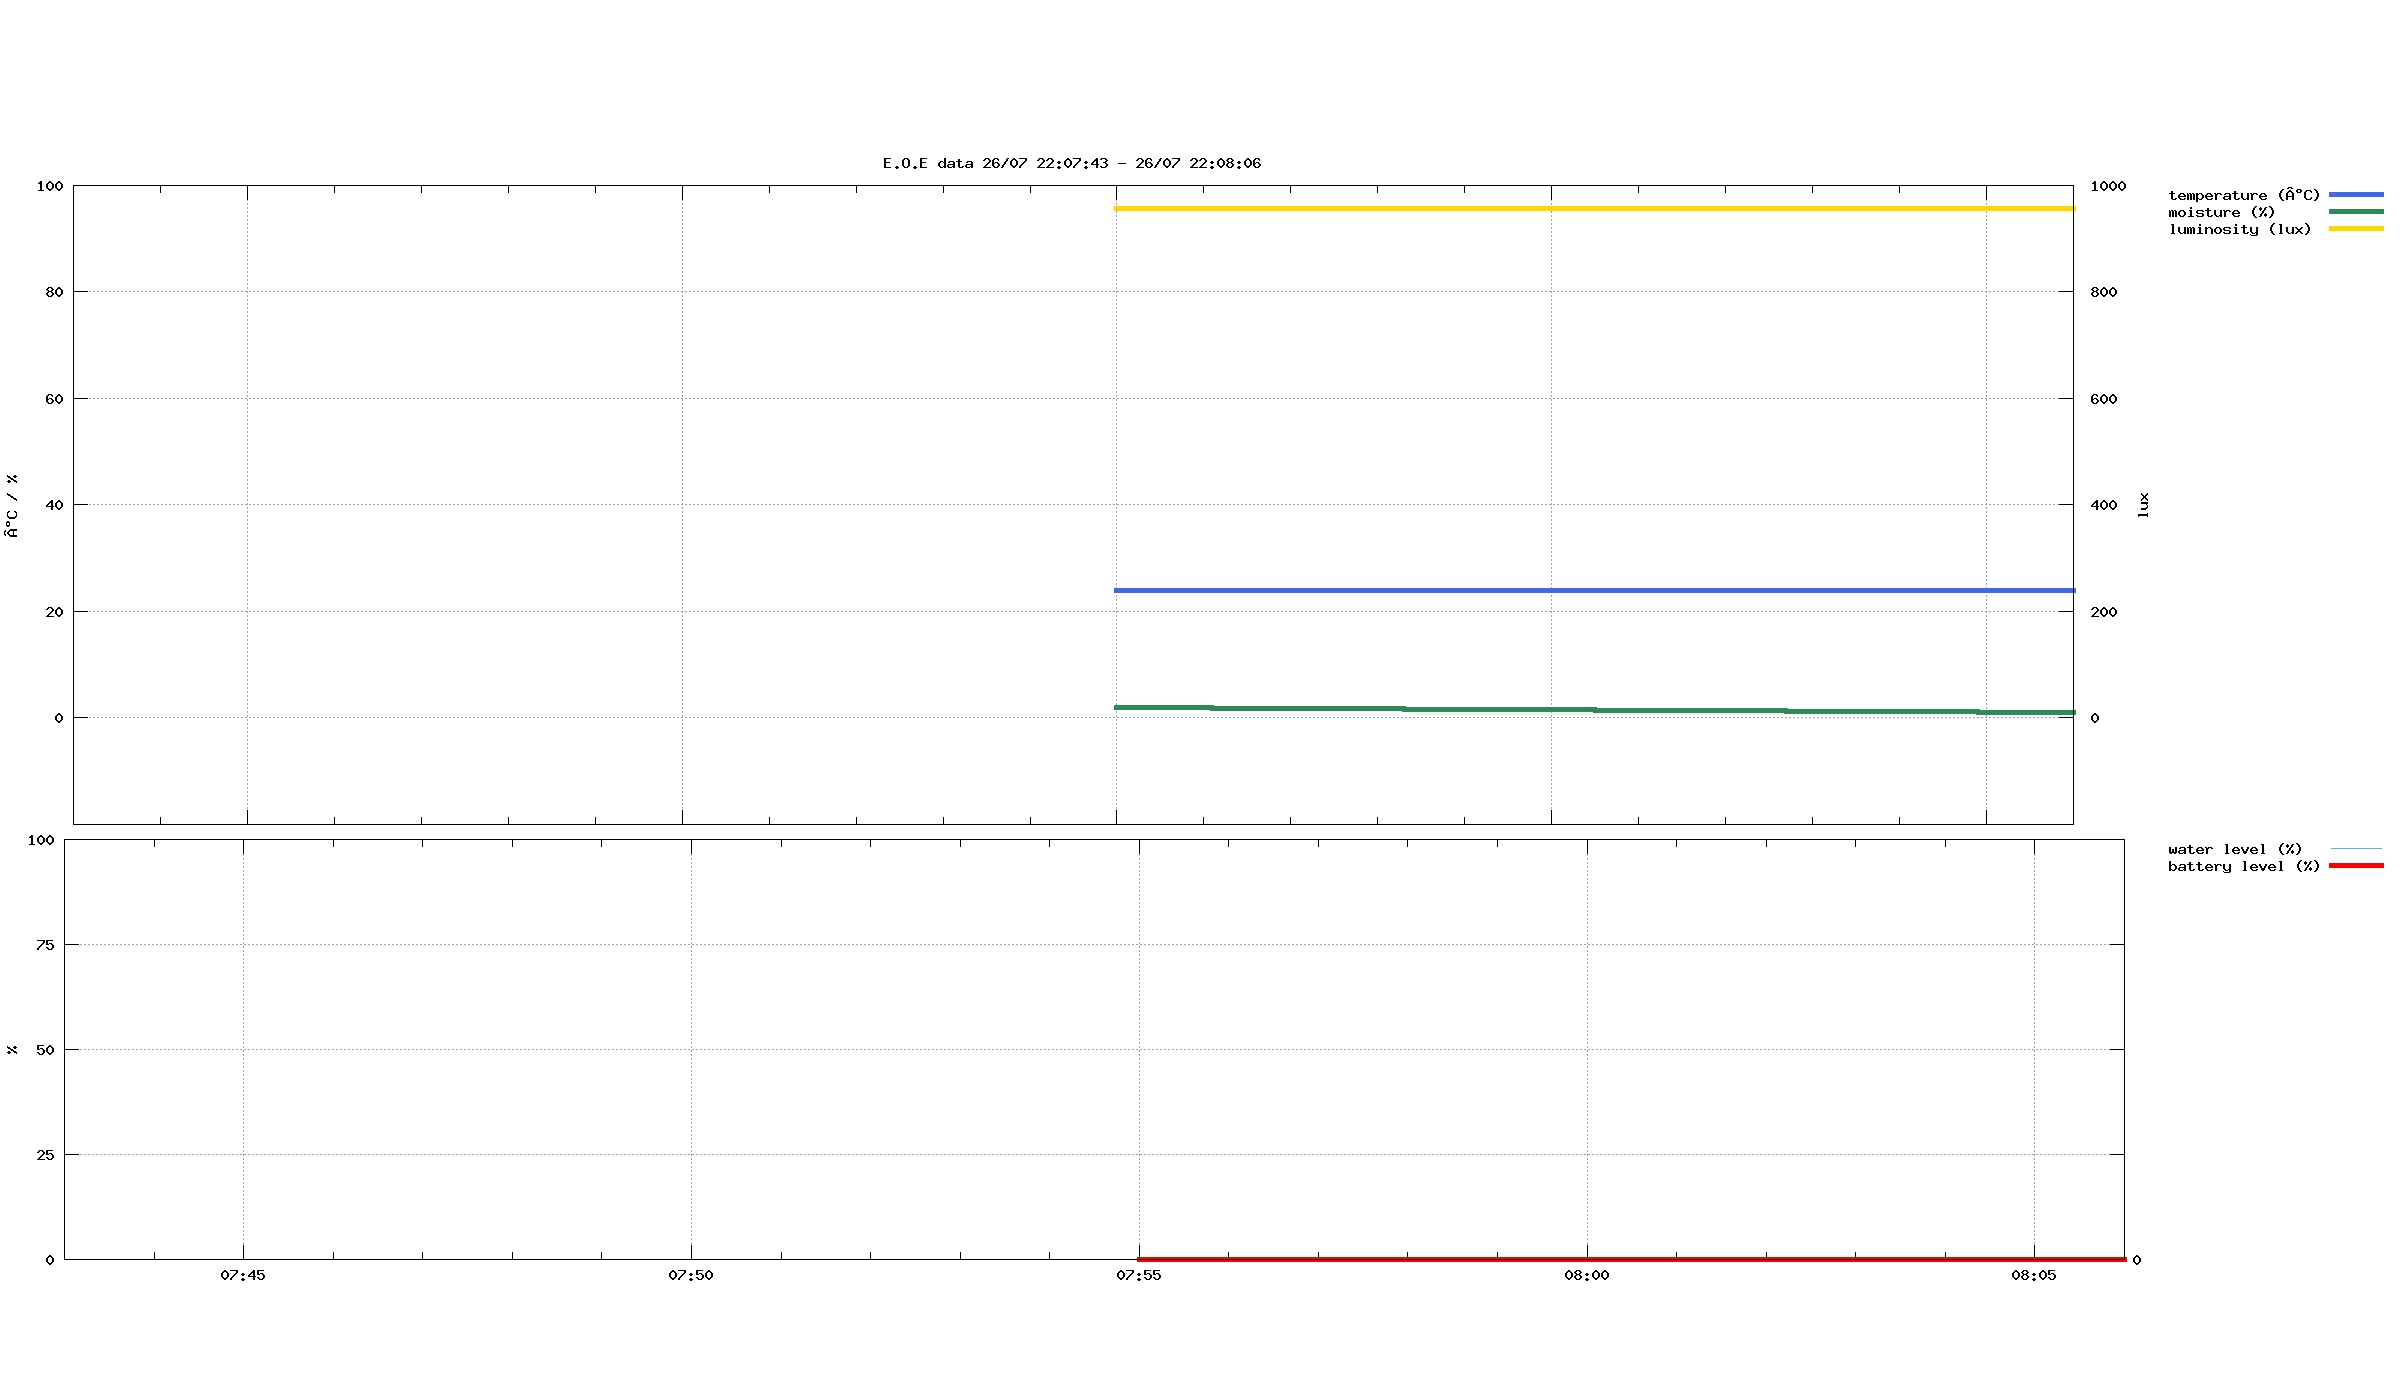 E.O.E data 26/07 22:07:43 - 26/07 22:08:06
100
80
60
40
20
0
Â°C / %
1000
800
600
400
200
0
lux
temperature (Â°C)
moisture (%)
luminosity (lux)
100
75
50
25
0
%
0
water level (%)
battery level (%)
07:45 07:50 07:55 08:00 08:05